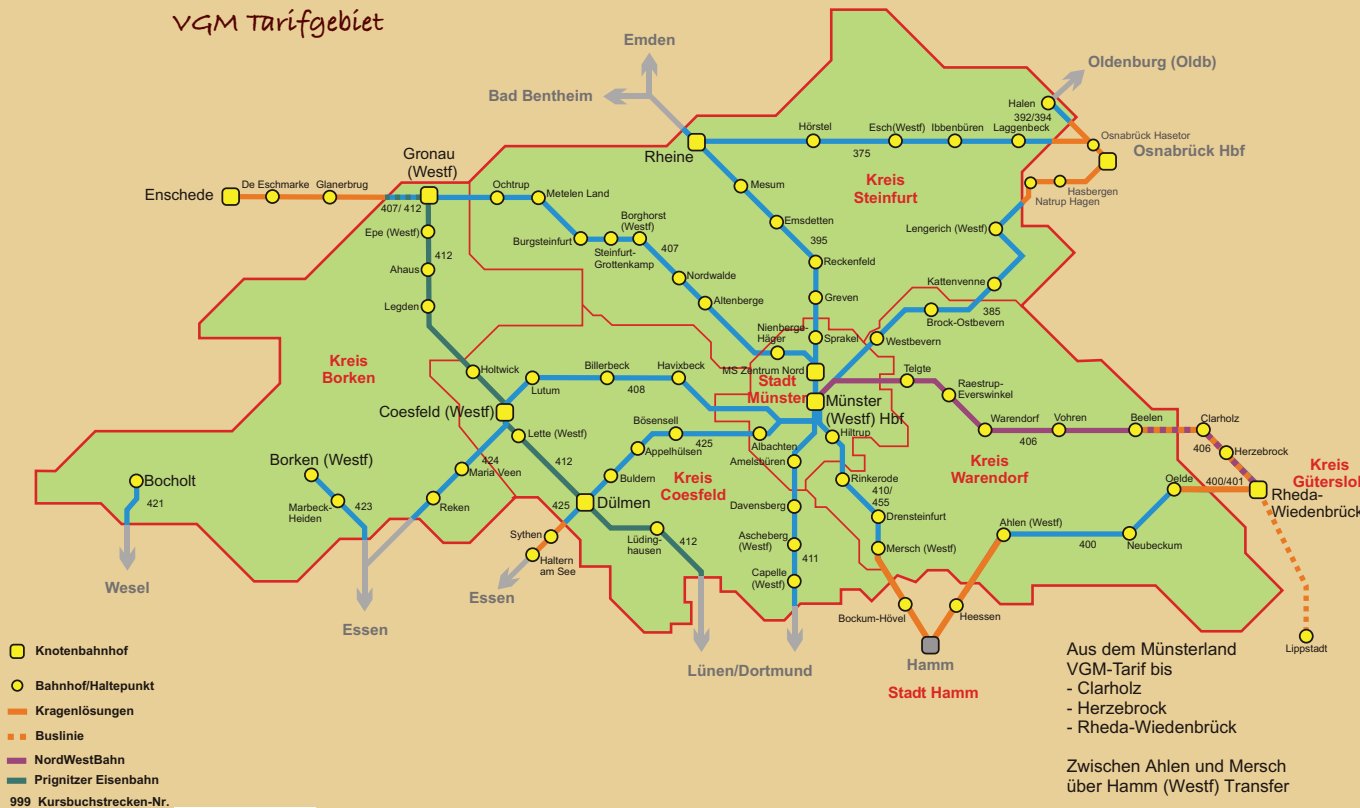 VGM Tarifgebiet
Emden
Bad Bentheim
Oldenburg (Oldb)
Halen
392/394
Osnabrück Hasetor
Osnabrück Hbf
Hörstel
Esch(Westf)
Ibbenbüren
Laggenbeck
375
Rheine
Gronau
(Westf)
Enschede
De Eschmarke
Glanerbrug
407/ 412
Ochtrup
Metelen Land
Mesum
Kreis
Steinfurt
Hasbergen
Natrup Hagen
Epe (Westf)
412
Burgsteinfurt
Steinfurt-
Grottenkamp
Borghorst
(Westf)
407
Emsdetten
395
Lengerich (Westf)
Ahaus
Nordwalde
Reckenfeld
Kattenvenne
Legden
Altenberge
Greven
385
Brock-Ostbevern
Nienberge-
Häger
Sprakel
Westbevern
Kreis
Borken
Holtwick
Billerbeck
Havixbeck
MS Zentrum Nord
Stadt
Münster
Telgte
Raestrup-
Everswinkel
Lutum
408
Coesfeld (Westf)
Münster
(Westf) Hbf
Warendorf
Vohren
Beelen
Clarholz
406
406
Lette (Westf)
Bösensell
425
Albachten
Hiltrup
Appelhülsen
Amelsbüren
Herzebrock
Kreis
Gütersloh
Borken (Westf)
424
Maria Veen
412
Kreis
Coesfeld
Kreis
Warendorf
Bocholt
421
Marbeck-
Heiden
423
Reken
Buldern
Rinkerode
410/
455
Oelde
400/401
Rheda-
Wiedenbrück
425
Dülmen
Davensberg
Drensteinfurt
Sythen
Lüding-
hausen
412
Ascheberg
(Westf)
411
Mersch (Westf)
Ahlen (Westf)
400
Neubeckum
Haltern
am See
Capelle
(Westf)
Wesel
Essen
Essen
Bockum-Hövel
Heessen
Lünen/Dortmund
Hamm
Stadt Hamm
Lippstadt
Knotenbahnhof
Bahnhof/Haltepunkt
Kragenlösungen
Buslinie
NordWestBahn
Prignitzer Eisenbahn
999 Kursbuchstrecken-Nr.
Aus dem Münsterland
VGM-Tarif bis
- Clarholz
- Herzebrock
- Rheda-Wiedenbrück
Zwischen Ahlen und Mersch
über Hamm (Westf) Transfer